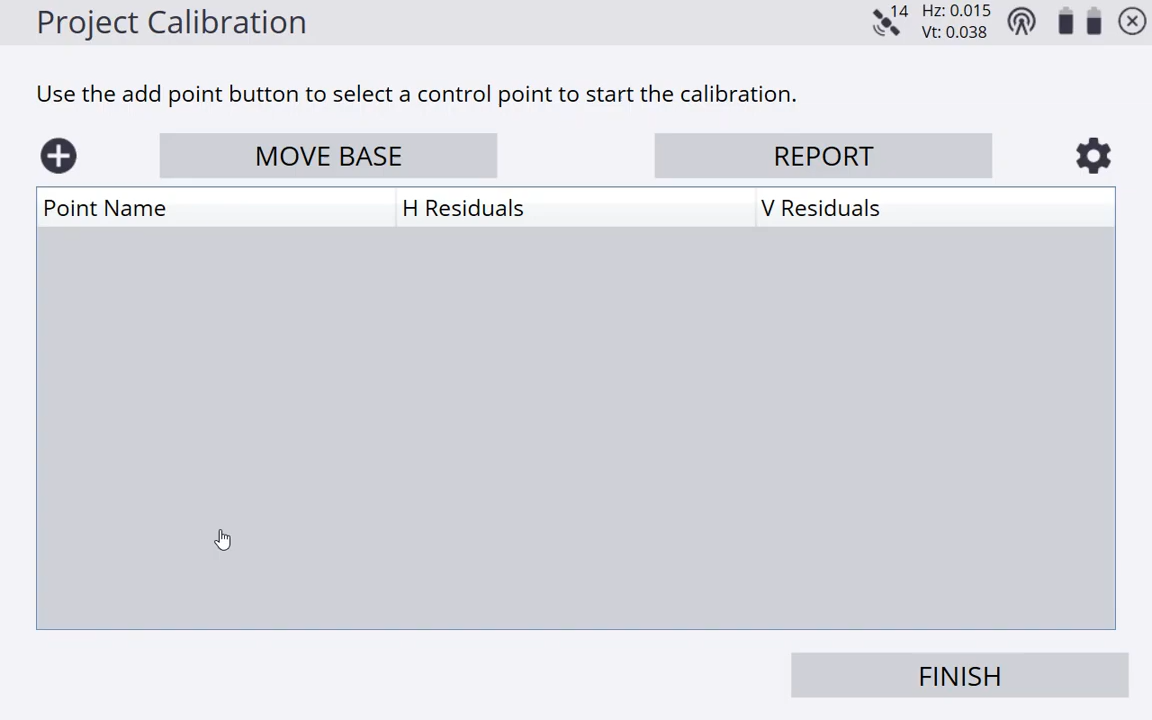 Project Calibration
14
Hz: 0.015
Vt: 0.038
Use the add point button to select a control point to start the calibration.
MOVE BASE
REPORT
Point Name
H Residuals
V Residuals
FINISH